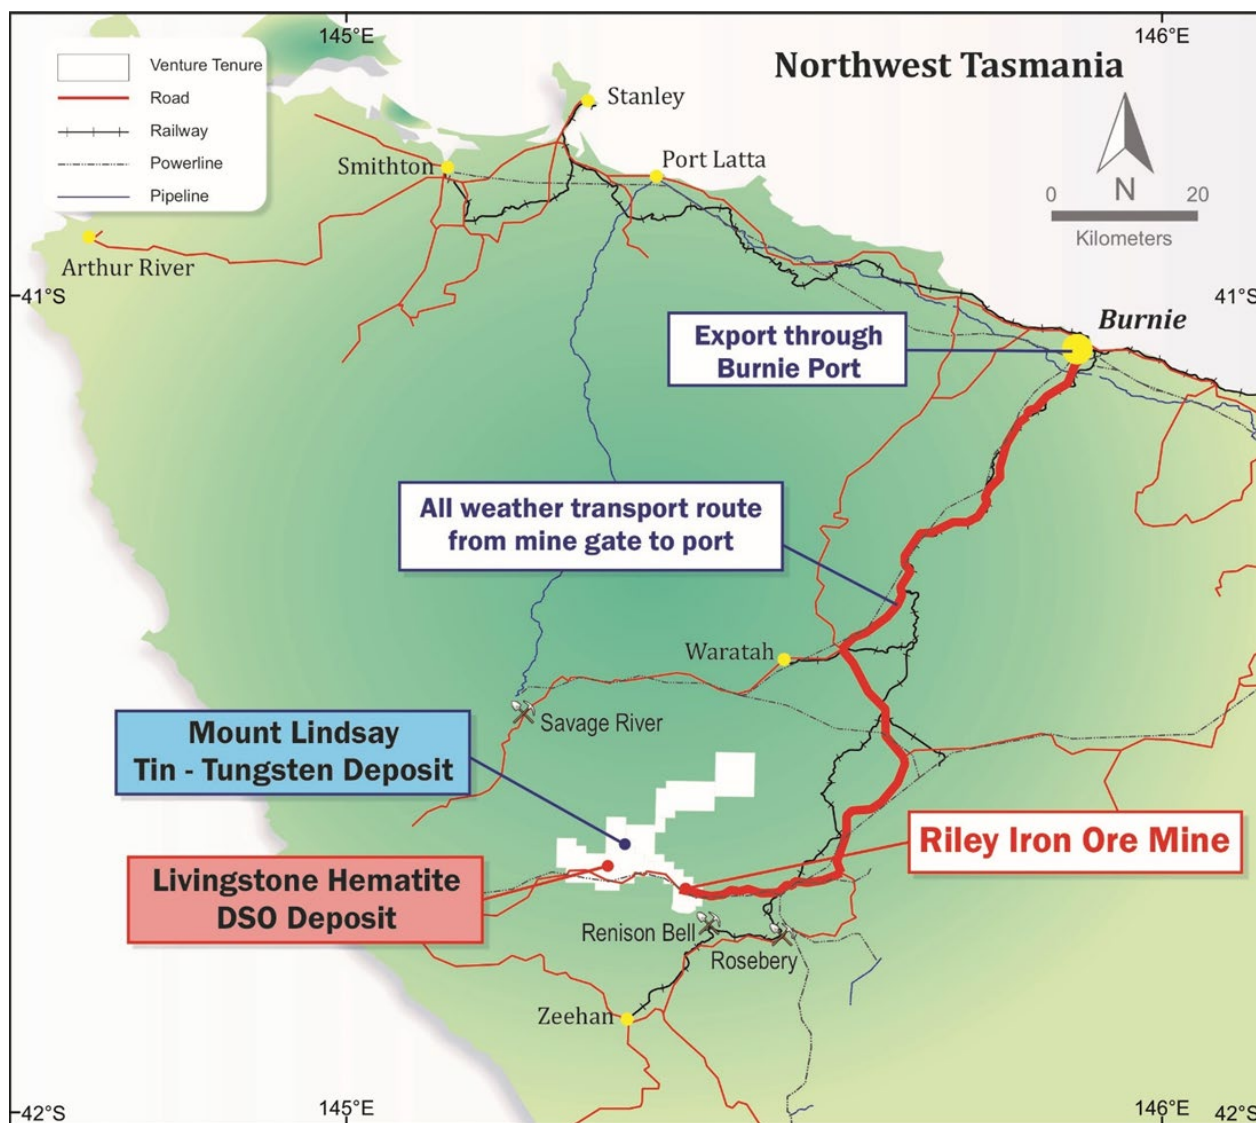 145°E
146°E
Northwest Tasmania
Venture Tenure
Road
Railway
Powerline
Pipeline
Stanley
Smithton
Port Latta
N
0
20
Kilometers
Arthur River
41°S
41°S
Burnie
Export through
Burnie Port
All weather transport route
from mine gate to port
Waratah
Savage River
Mount Lindsay
Tin - Tungsten Deposit
Riley Iron Ore Mine
Livingstone Hematite
DSO Deposit
Renison Bell
Rosebery
Zeehan
42°S
145°E
146°E
42°S